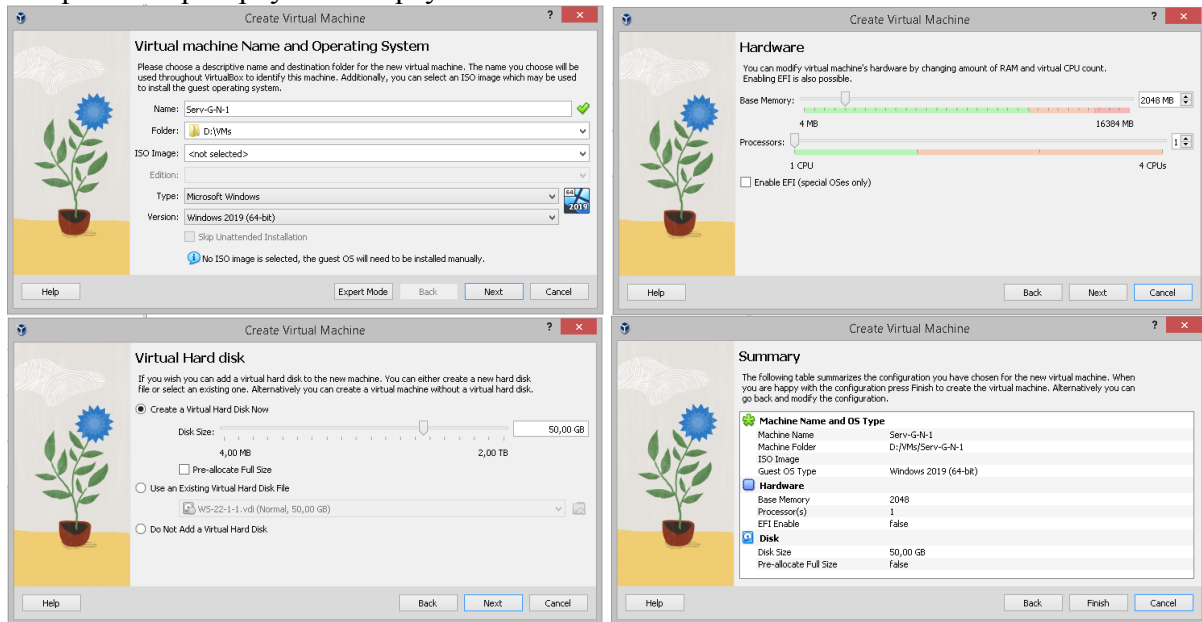 Create Virtual Machine
?
Virtual machine Name and Operating System
Please choose a descriptive name and destination folder for the new virtual machine. The name you choose will be
used throughout VirtualBox to identify this machine. Additionally, you can select an ISO image which may be used
to install the guest operating system.
Name: Serv-G-N-1
Folder: D:\VMs
ISO Image: <not selected>
Edition:
Type: Microsoft Windows
64
2019
Version: Windows 2019 (64-bit)
Skip Unattended Installation
No ISO image is selected, the guest OS will need to be installed manually.
Help Expert Mode Back Next Cancel
Create Virtual Machine
?
Hardware
You can modify virtual machine's hardware by changing amount of RAM and virtual CPU count.
Enabling EFI is also possible.
Base Memory: 2048 MB
4 MB 16384 MB
Processors: 1
1 CPU 4 CPUs
Enable EFI (special OSes only)
Help Back Next Cancel
Create Virtual Machine
?
Virtual Hard disk
If you wish you can add a virtual hard disk to the new machine. You can either create a new hard disk
file or select an existing one. Alternatively you can create a virtual machine without a virtual hard disk.
Create a Virtual Hard Disk Now
Disk Size: 50,00 GB
4,00 MB 2,00 TB
Pre-allocate Full Size
Use an Existing Virtual Hard Disk File
WS-22-1-1.vdi (Normal, 50,00 GB)
Do Not Add a Virtual Hard Disk
Help Back Next Cancel
Create Virtual Machine
?
Summary
The following table summarizes the configuration you have chosen for the new virtual machine. When
you are happy with the configuration press Finish to create the virtual machine. Alternatively you can
go back and modify the configuration.
Machine Name and OS Type
Machine Name Serv-G-N-1
Machine Folder D:/VMs/Serv-G-N-1
ISO Image
Guest OS Type Windows 2019 (64-bit)
Hardware
Base Memory 2048
Processor(s) 1
EFI Enable false
Disk
Disk Size 50,00 GB
Pre-allocate Full Size false
Help Back Finish Cancel